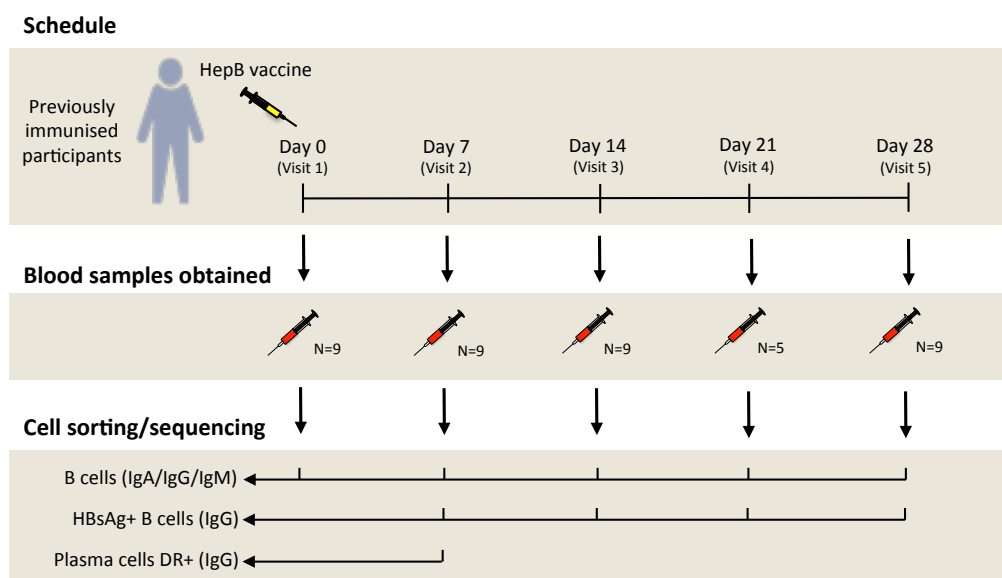 Schedule
HepB vaccine
Previously
immunised
participants
Day 0
(Visit 1)
Day 7
(Visit 2)
Day 14
(Visit 3)
Day 21
(Visit 4)
Day 28
(Visit 5)
Blood samples obtained
N=9
N=9
N=9
N=5
N=9
Cell sorting/sequencing
B cells (IgA/IgG/IgM)
HBsAg+ B cells (IgG)
Plasma cells DR+ (IgG)